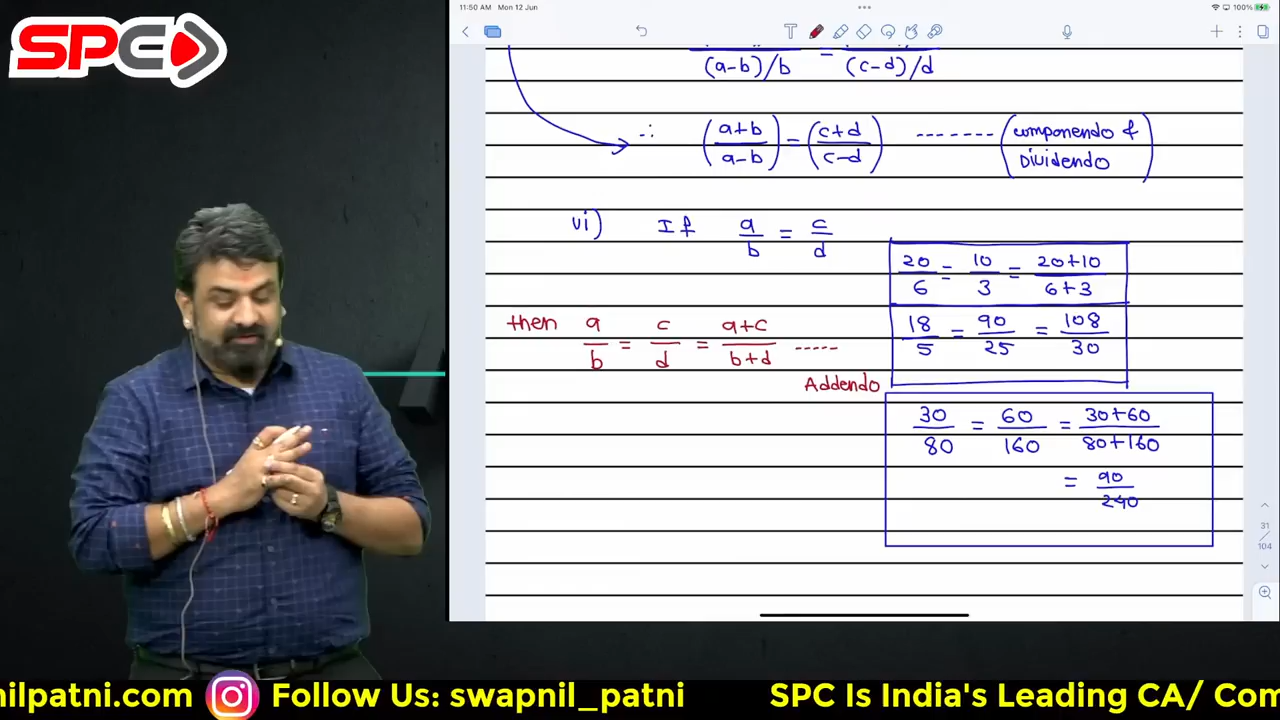 SPC
11:50 AM Mon 12 Jun
100%
T
(a-b)/b = (c-d)/d
∴ (a+b/a-b) = (c+d/c-d) -------- (componendo & Dividendo)
vi) If a/b = c/d
20/6 = 10/3 = 20+10/6+3
18/5 = 90/25 = 108/30
then a/b = c/d = a+c/b+d -----
Addendo
30/80 = 60/160 = 30+60/80+160
= 90/240
31/104
nilpatni.com Follow Us: swapnil_patni SPC Is India's Leading CA/ Com